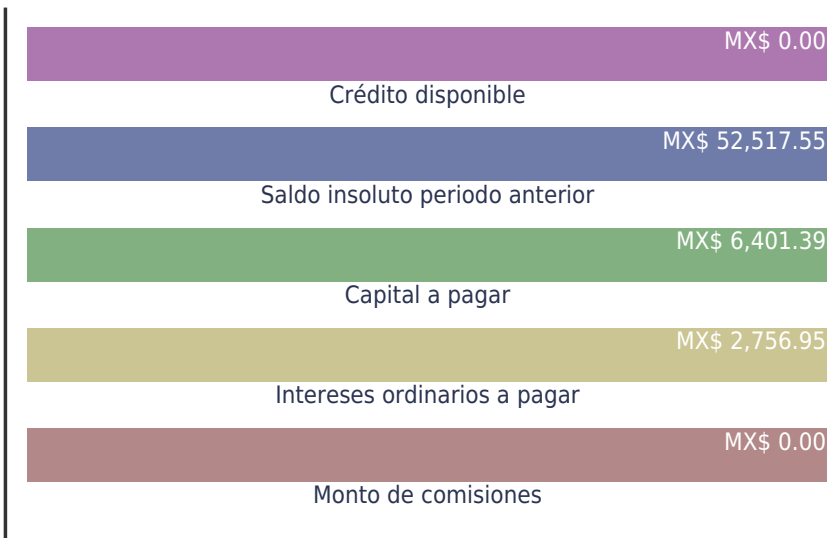 MX$ 0.00
Crédito disponible
MX$ 52,517.55
Saldo insoluto periodo anterior
MX$ 6,401.39
Capital a pagar
MX$ 2,756.95
Intereses ordinarios a pagar
MX$ 0.00
Monto de comisiones